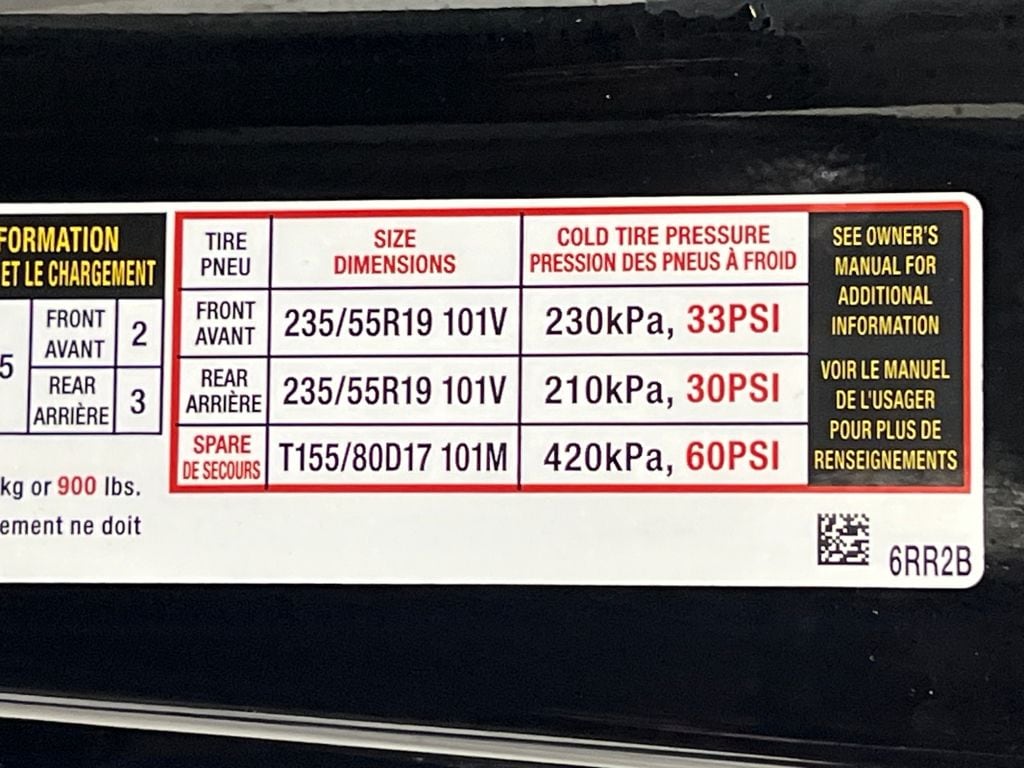 FORMATION
ET LE CHARGEMENT
5
FRONT
AVANT
2
REAR
ARRIÈRE
3
kg or 900 lbs.
ement ne doit
TIRE
PNEU
SIZE
DIMENSIONS
COLD TIRE PRESSURE
PRESSION DES PNEUS À FROID
FRONT
AVANT
235/55R19 101V
230kPa, 33PSI
REAR
ARRIÈRE
235/55R19 101V
210kPa, 30PSI
SPARE
DE SECOURS
T155/80D17 101M
420kPa, 60PSI
SEE OWNER'S
MANUAL FOR
ADDITIONAL
INFORMATION
VOIR LE MANUEL
DE L'USAGER
POUR PLUS DE
RENSEIGNEMENTS
6RR2B